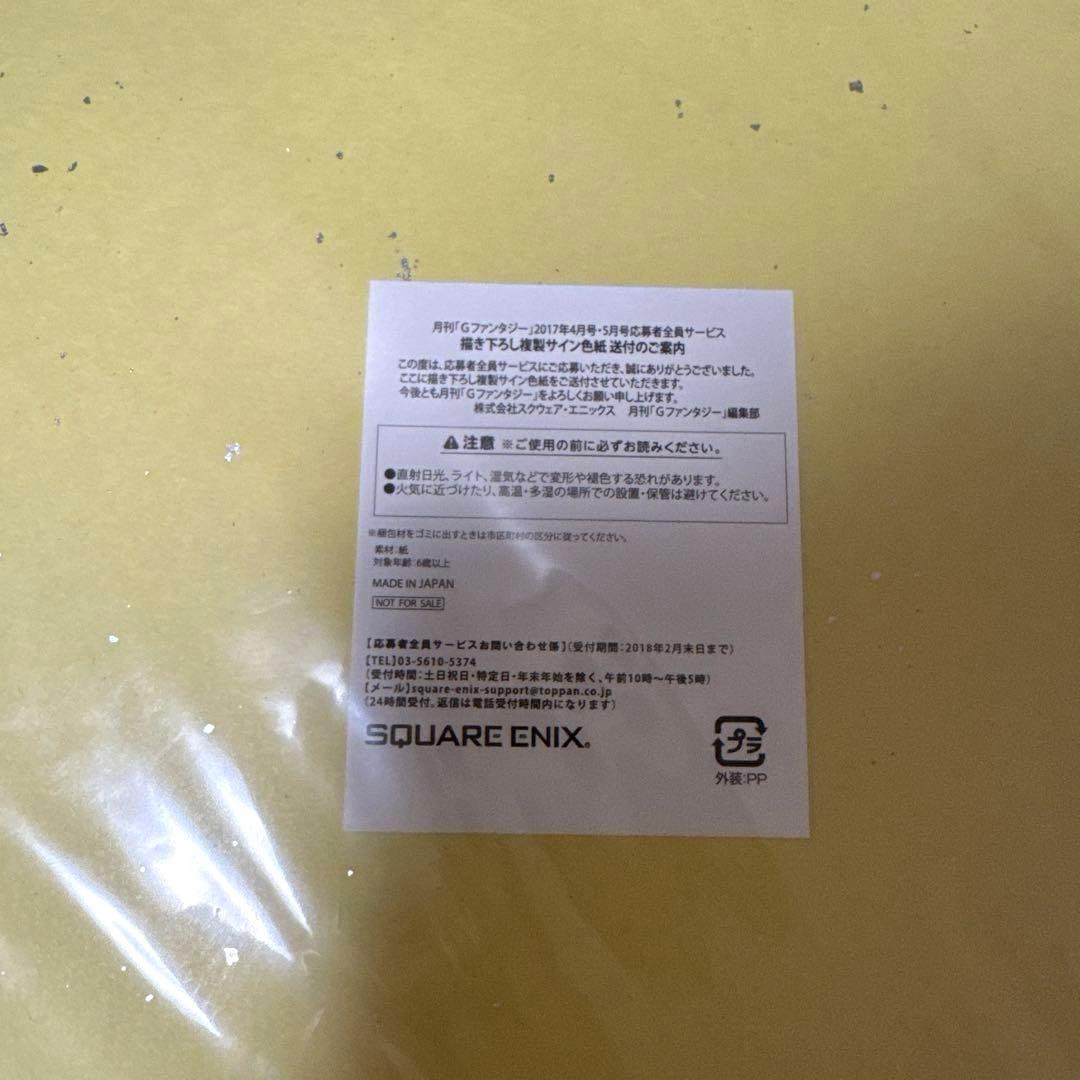 月刊「Gファンタジー」2017年4月号・5月号応募者全員サービス
描き下ろし複製サイン色紙 送付のご案内
この度は、応募者全員サービスにご応募いただき、誠にありがとうございました。
ここに描き下ろし複製サイン色紙をご送付させていただきます。
今後とも月刊「Gファンタジー」をよろしくお願い申し上げます。
株式会社スクウェア・エニックス　月刊「Gファンタジー」編集部
⚠注意 ※ご使用の前に必ずお読みください。
●直射日光、ライト、湿気などで変形や褪色する恐れがあります。
●火気に近づけたり、高温・多湿の場所での設置・保管は避けてください。
※梱包材をゴミに出すときは市区町村の区分に従ってください。
素材：紙
対象年齢：6歳以上
MADE IN JAPAN
NOT FOR SALE
【応募者全員サービスお問い合わせ係】（受付期間：2018年2月末日まで）
【TEL】03-5610-5374
（受付時間：土日祝日・特定日・年末年始を除く、午前10時～午後5時）
【メール】square-enix-support@toppan.co.jp
（24時間受付。返信は電話受付時間内になります）
SQUARE ENIX®
プラ
外装：PP